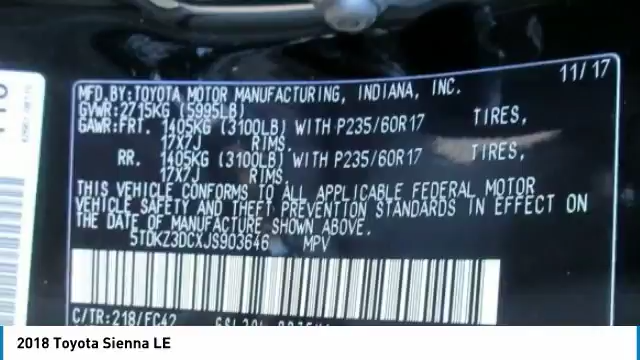 11/17
MFD.BY:TOYOTA MOTOR MANUFACTURING, INDIANA, INC.
GVWR:2715KG (5995LB)
GAWR:FRT. 1405KG (3100LB) WITH P235/60R17 TIRES,
17X7J RIMS.
RR. 1405KG (3100LB) WITH P235/60R17 TIRES,
17X7J RIMS.
THIS VEHICLE CONFORMS TO ALL APPLICABLE FEDERAL MOTOR
VEHICLE SAFETY AND THEFT PREVENTION STANDARDS IN EFFECT ON
THE DATE OF MANUFACTURE SHOWN ABOVE.
5TDKZ3DCXJS903646 MPV
C/TR:218/FC42
2018 Toyota Sienna LE